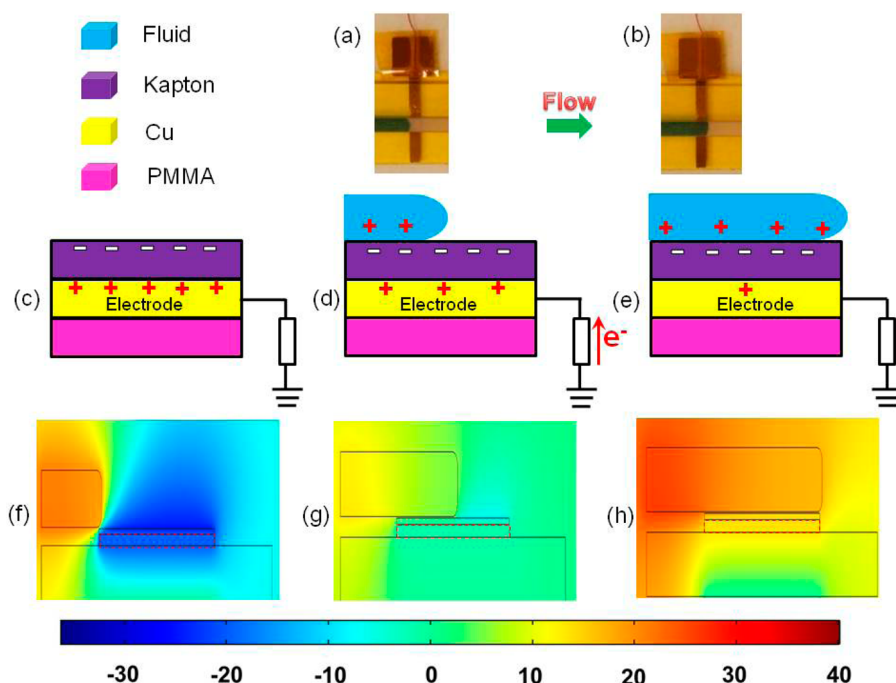 Fluid
Kapton
Cu
PMMA
(a)
Flow
(b)
(c)
Electrode
(d)
Electrode
e-
(e)
Electrode
(f)
(g)
(h)
-30 -20 -10 0 10 20 30 40